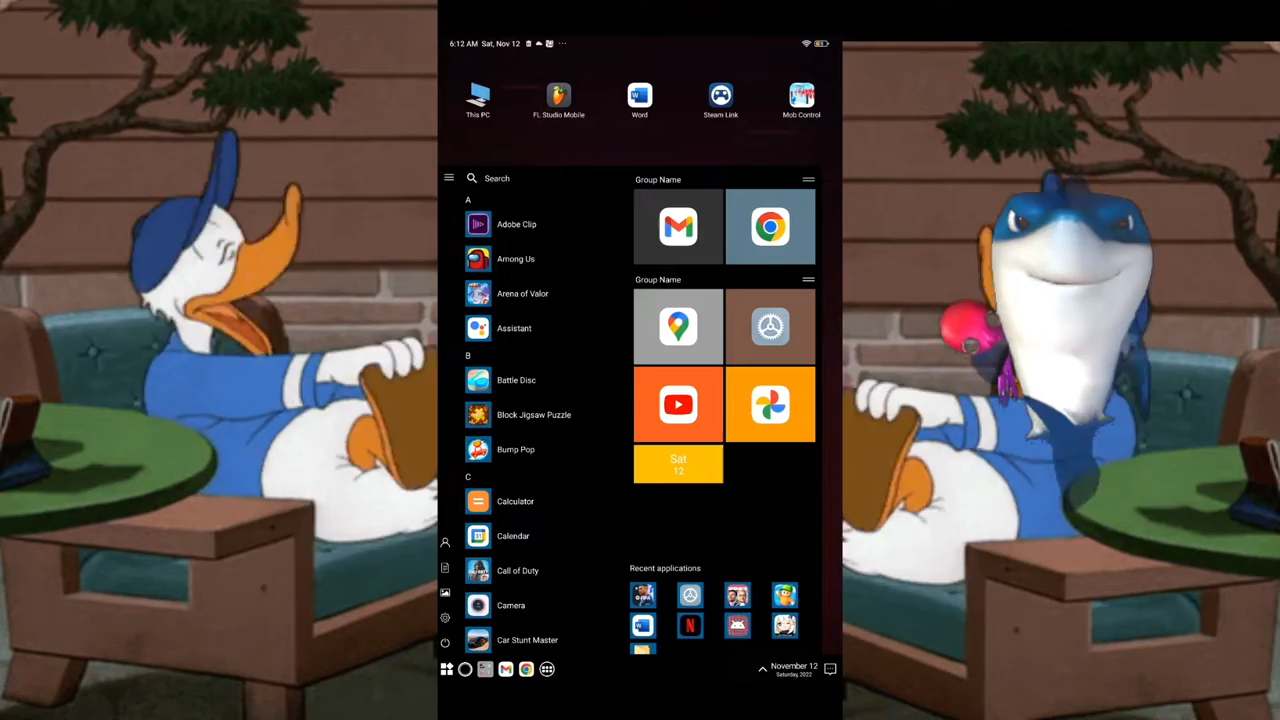 6:12 AM Sat, Nov 12 ...
This PC
FL Studio Mobile
Word
Steam Link
Mob Control
Search
A
Adobe Clip
Among Us
Arena of Valor
Assistant
B
Battle Disc
Block Jigsaw Puzzle
Bump Pop
C
Calculator
Calendar
Call of Duty
Camera
Car Stunt Master
Group Name
Group Name
Sat
12
Recent applications
November 12
Saturday, 2022